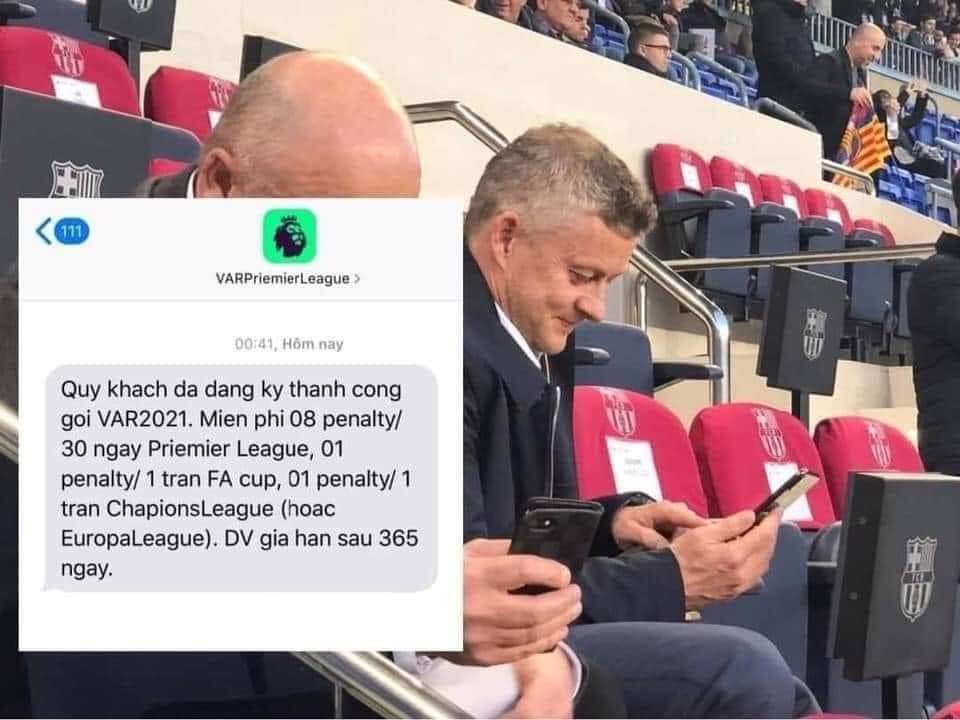 111
VARPriemierLeague >
00:41, Hôm nay
Quy khach da dang ky thanh cong
goi VAR2021. Mien phi 08 penalty/
30 ngay Priemier League, 01
penalty/ 1 tran FA cup, 01 penalty/ 1
tran ChapionsLeague (hoac
EuropaLeague). DV gia han sau 365
ngay.